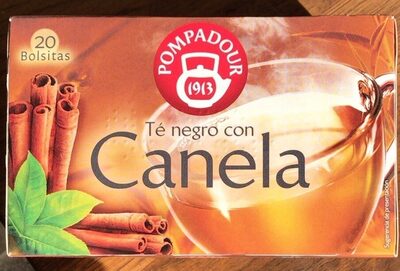 20
Bolsitas
POMPADOUR
1913
Té negro con
Canela
Sugerencia de presentación